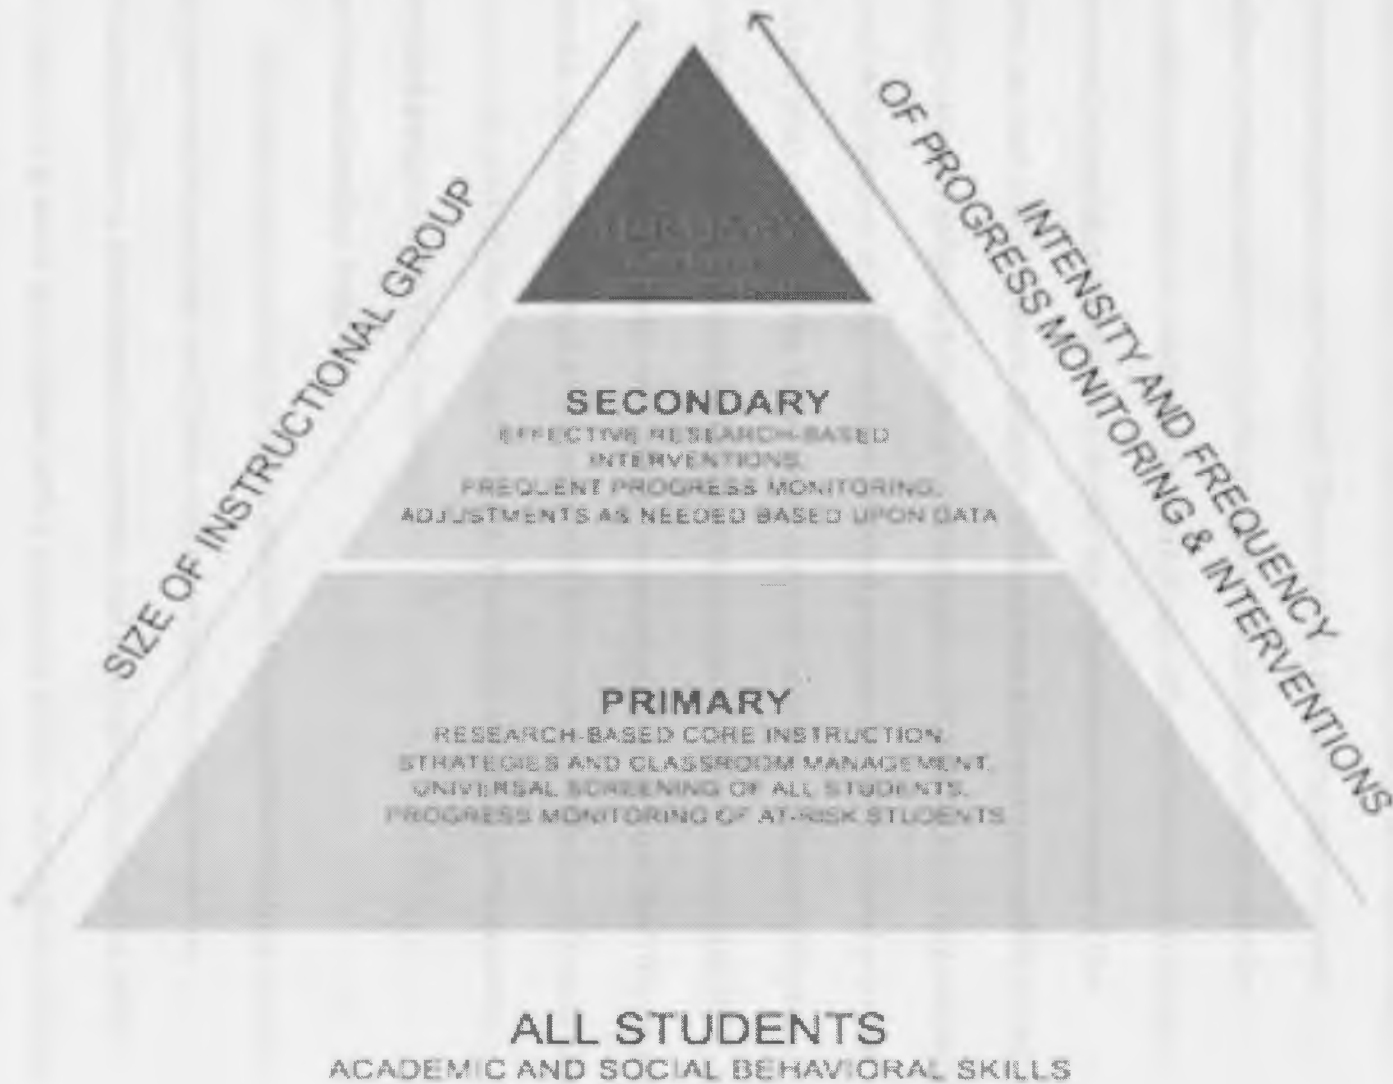 SIZE OF INSTRUCTIONAL GROUP
INTENSITY AND FREQUENCY
OF PROGRESS MONITORING & INTERVENTIONS
TERTIARY
SECONDARY
EFFECTIVE RESEARCH-BASED
INTERVENTIONS,
FREQUENT PROGRESS MONITORING,
ADJUSTMENTS AS NEEDED BASED UPON DATA
PRIMARY
RESEARCH-BASED CORE INSTRUCTION,
STRATEGIES AND CLASSROOM MANAGEMENT,
UNIVERSAL SCREENING OF ALL STUDENTS,
PROGRESS MONITORING OF AT-RISK STUDENTS
ALL STUDENTS
ACADEMIC AND SOCIAL BEHAVIORAL SKILLS